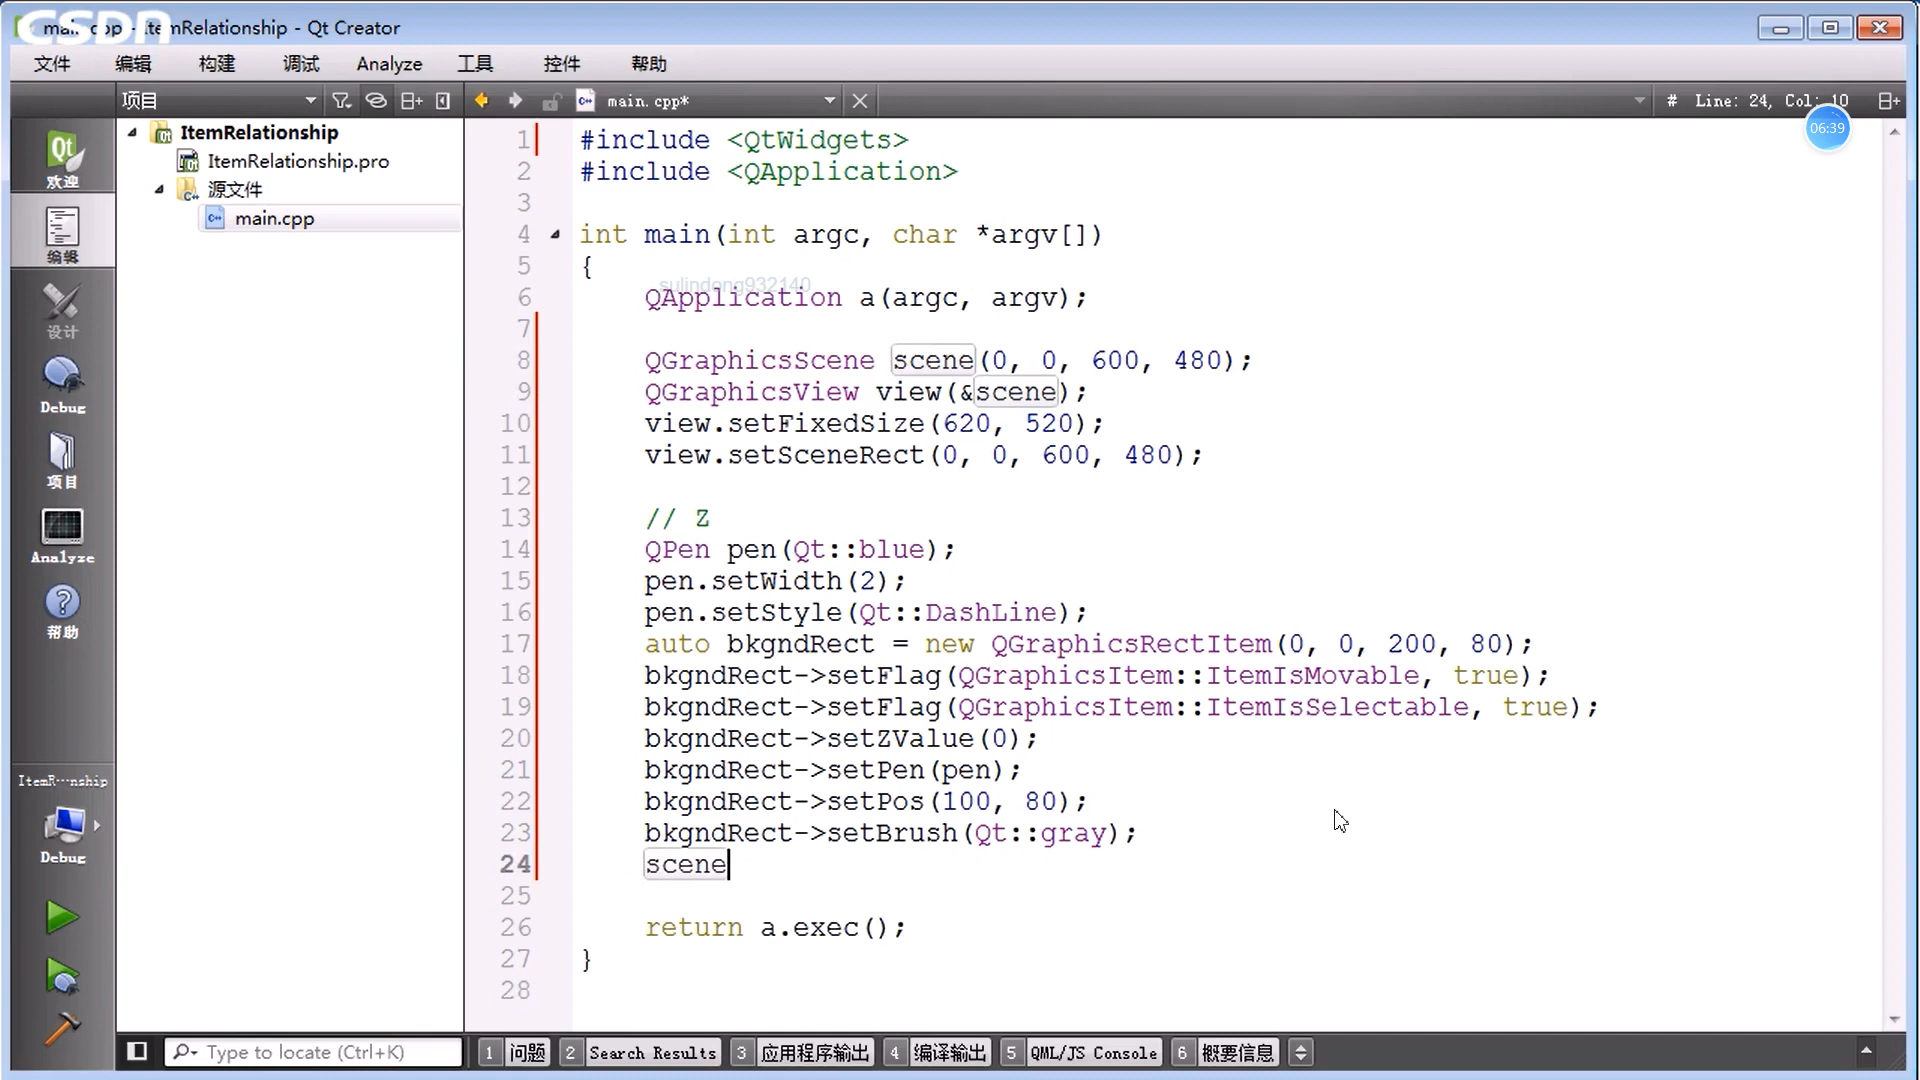 CSDN
main.cpp - ItemRelationship - Qt Creator
文件 编辑 构建 调试 Analyze 工具 控件 帮助
项目 main.cpp* # Line: 24, Col: 10
06:39
欢迎
编辑
设计
Debug
项目
Analyze
帮助
ItemR···nship
Debug
ItemRelationship
ItemRelationship.pro
源文件
main.cpp
1 #include <QtWidgets>
2 #include <QApplication>
3
4 int main(int argc, char *argv[])
5 {
sulindong932140
6 QApplication a(argc, argv);
7
8 QGraphicsScene scene(0, 0, 600, 480);
9 QGraphicsView view(&scene);
10 view.setFixedSize(620, 520);
11 view.setSceneRect(0, 0, 600, 480);
12
13 // Z
14 QPen pen(Qt::blue);
15 pen.setWidth(2);
16 pen.setStyle(Qt::DashLine);
17 auto bkgndRect = new QGraphicsRectItem(0, 0, 200, 80);
18 bkgndRect->setFlag(QGraphicsItem::ItemIsMovable, true);
19 bkgndRect->setFlag(QGraphicsItem::ItemIsSelectable, true);
20 bkgndRect->setZValue(0);
21 bkgndRect->setPen(pen);
22 bkgndRect->setPos(100, 80);
23 bkgndRect->setBrush(Qt::gray);
24 scene
25
26 return a.exec();
27 }
28
Type to locate (Ctrl+K) 1 问题 2 Search Results 3 应用程序输出 4 编译输出 5 QML/JS Console 6 概要信息